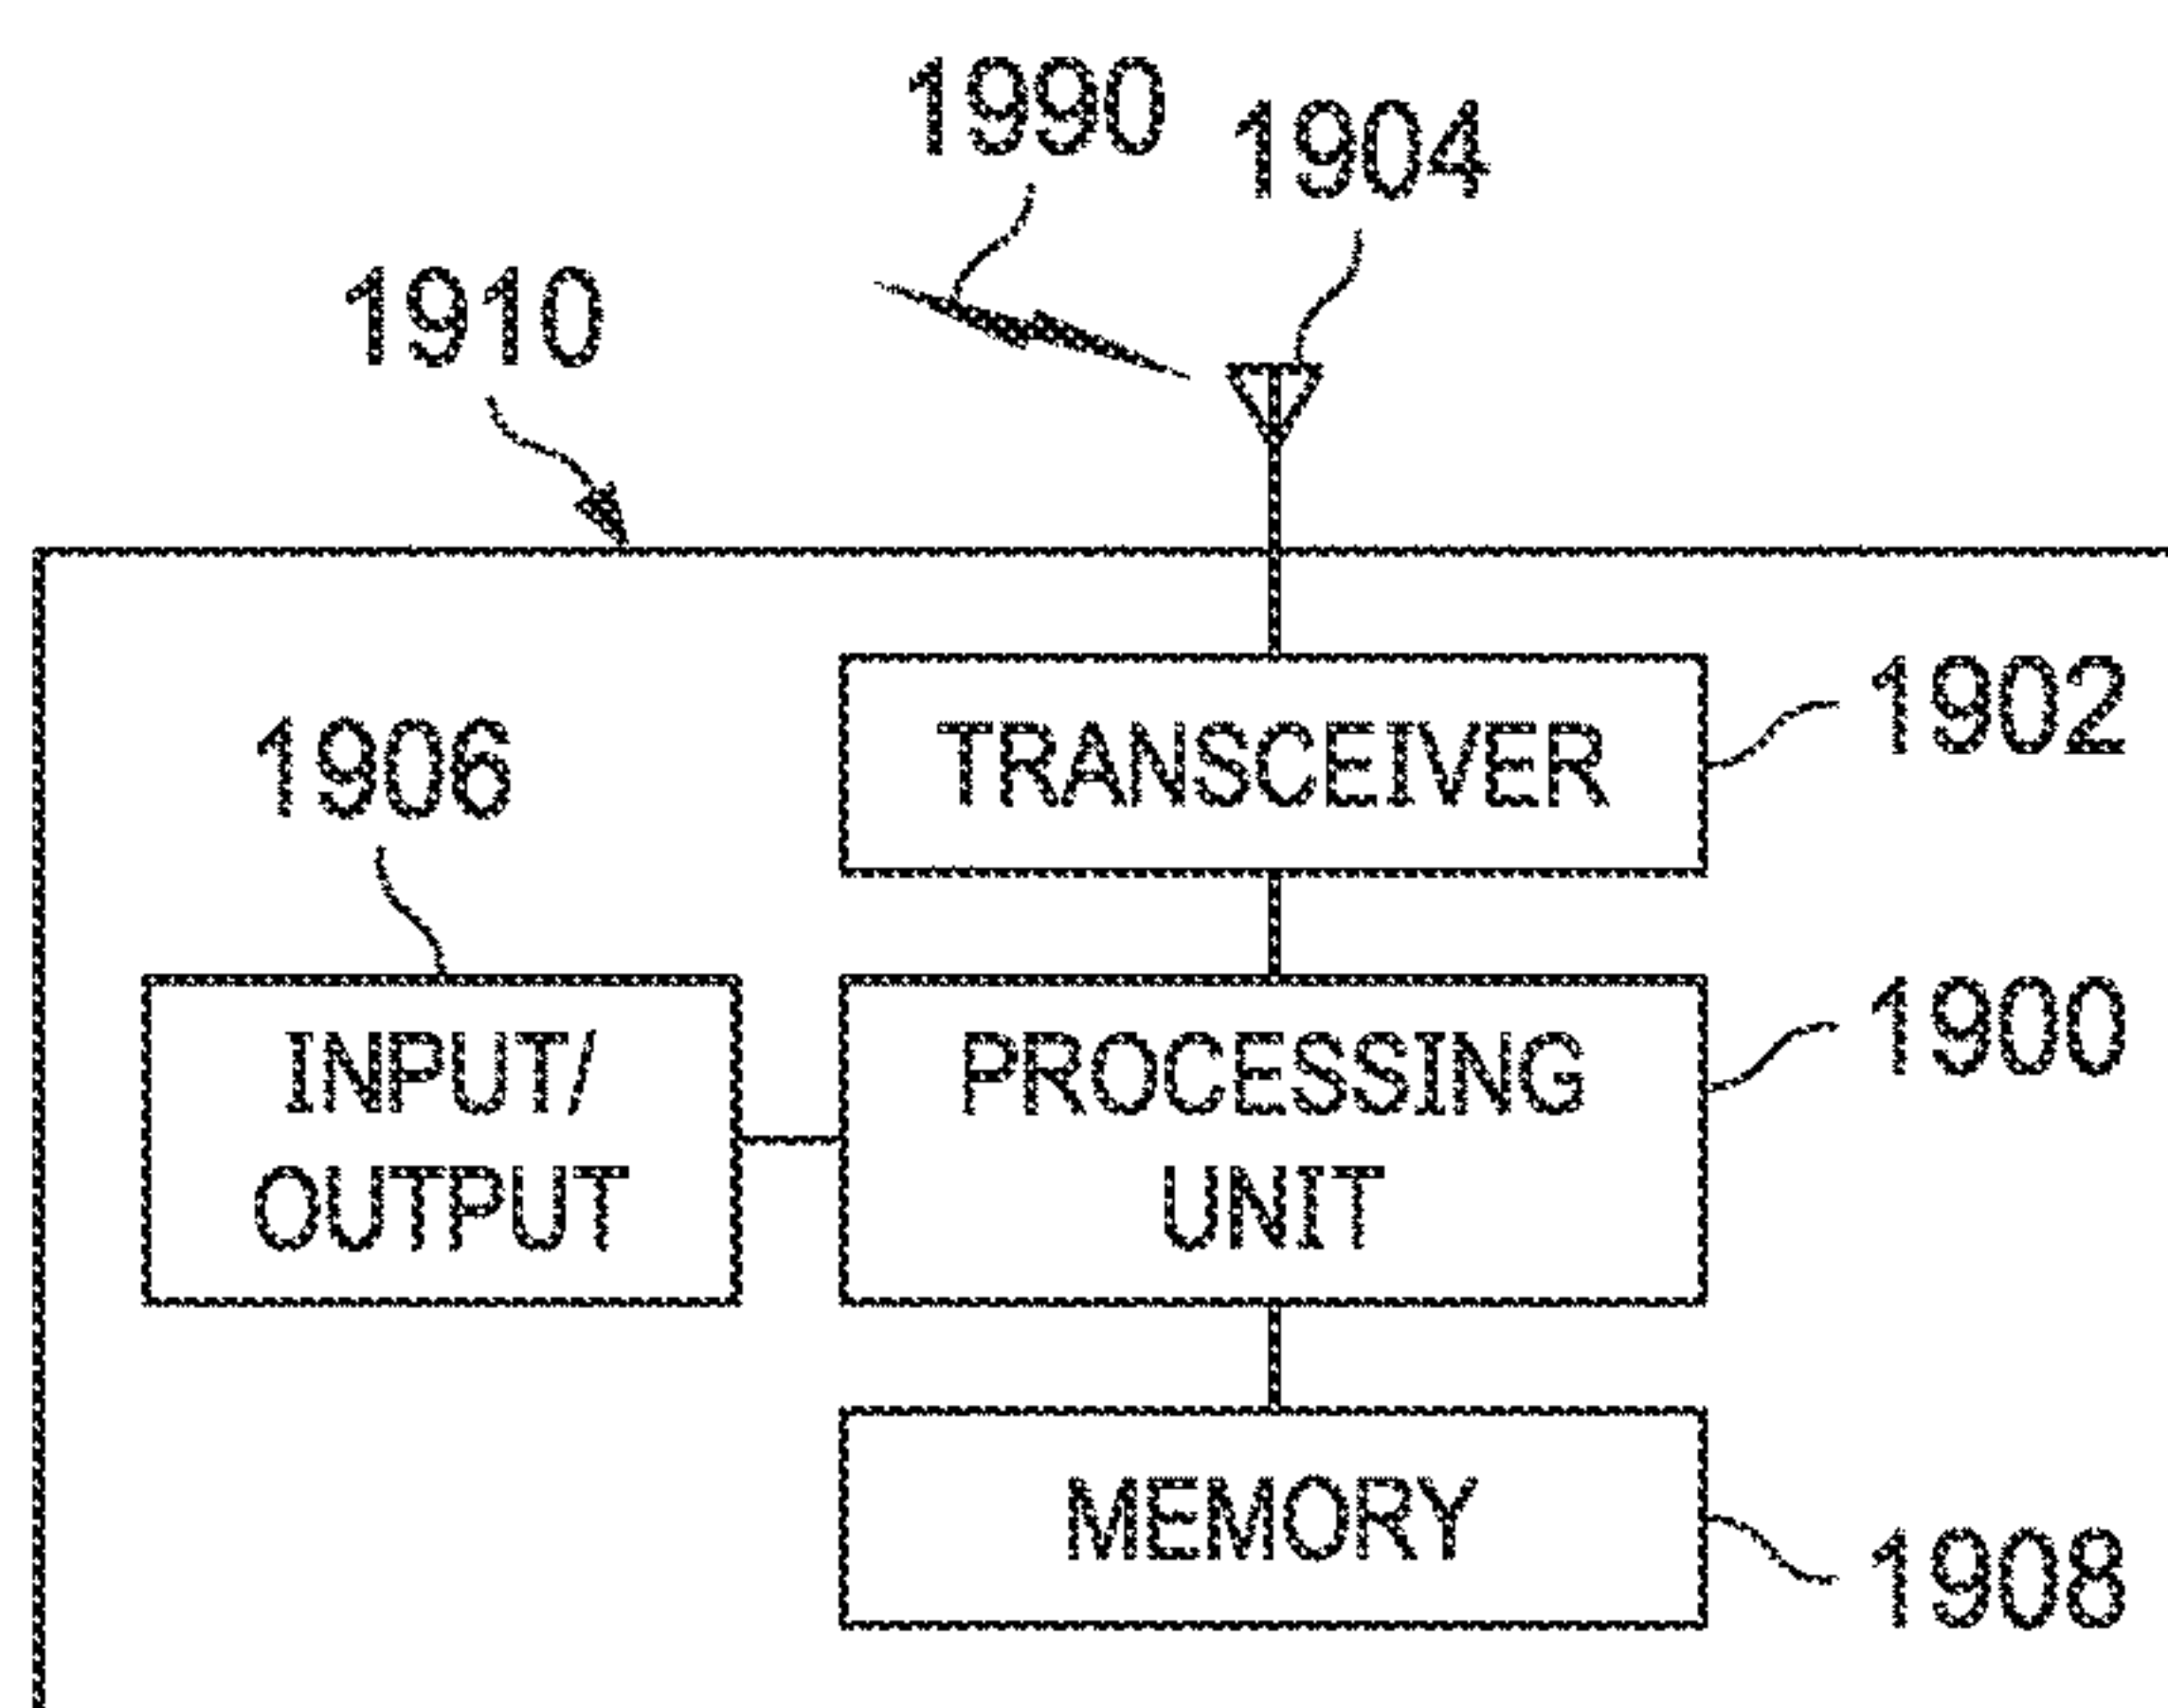 1990
1904
1910
1902
TRANSCEIVER
1906
1900
INPUT/
OUTPUT
PROCESSING
UNIT
MEMORY
1908